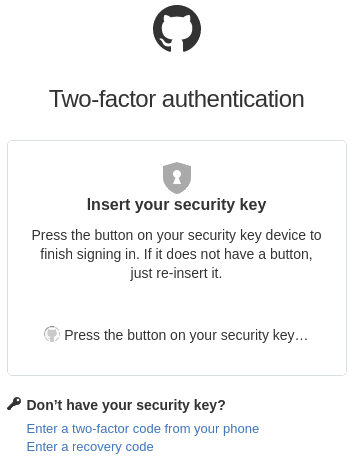 Two-factor authentication
Insert your security key
Press the button on your security key device to
finish signing in. If it does not have a button,
just re-insert it.
Press the button on your security key…
Don’t have your security key?
Enter a two-factor code from your phone
Enter a recovery code